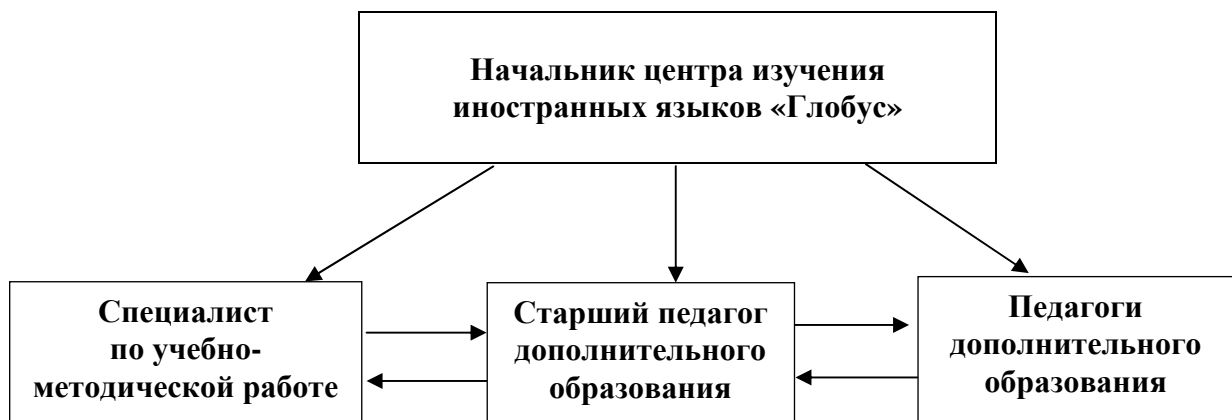 Начальник центра изучения
иностранных языков «Глобус»
Специалист
по учебно-
методической работе
Старший педагог
дополнительного
образования
Педагоги
дополнительного
образования